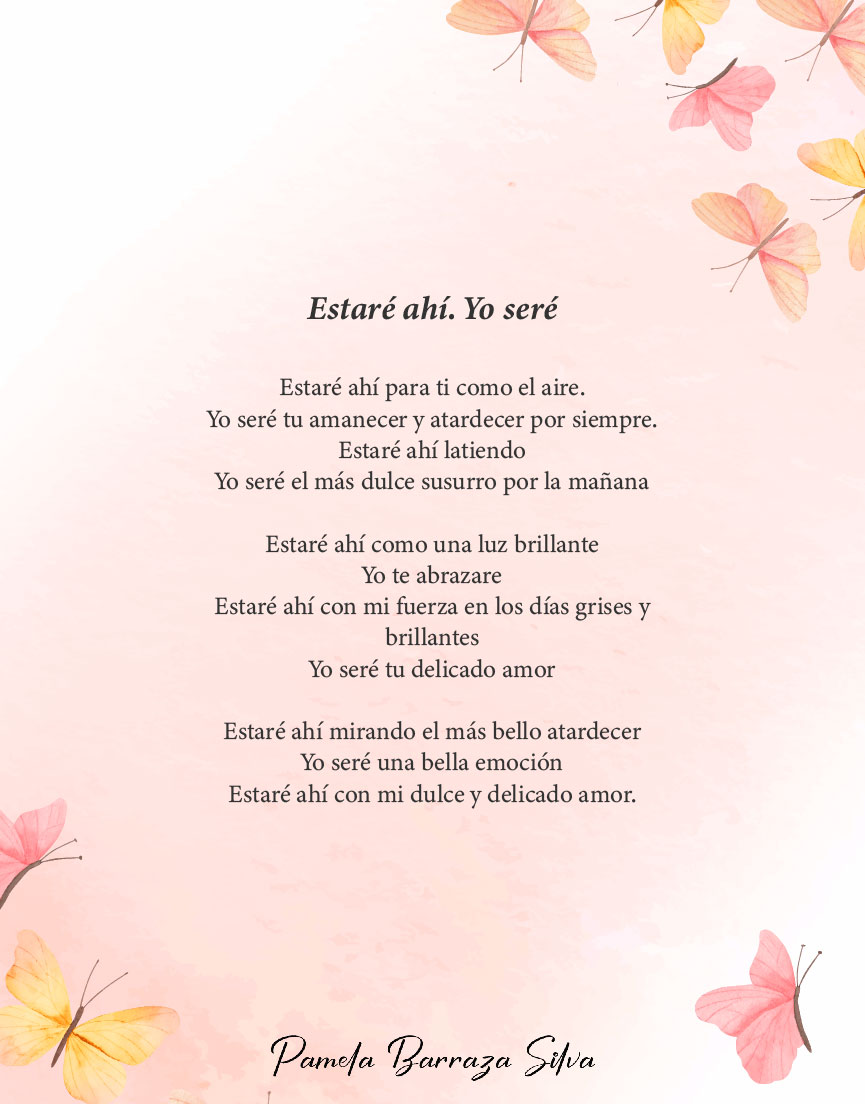 Estaré ahí. Yo seré
Estaré ahí para ti como el aire.
Yo seré tu amanecer y atardecer por siempre.
Estaré ahí latiendo
Yo seré el más dulce susurro por la mañana
Estaré ahí como una luz brillante
Yo te abrazare
Estaré ahí con mi fuerza en los días grises y
brillantes
Yo seré tu delicado amor
Estaré ahí mirando el más bello atardecer
Yo seré una bella emoción
Estaré ahí con mi dulce y delicado amor.
Pamela Barraza Silva